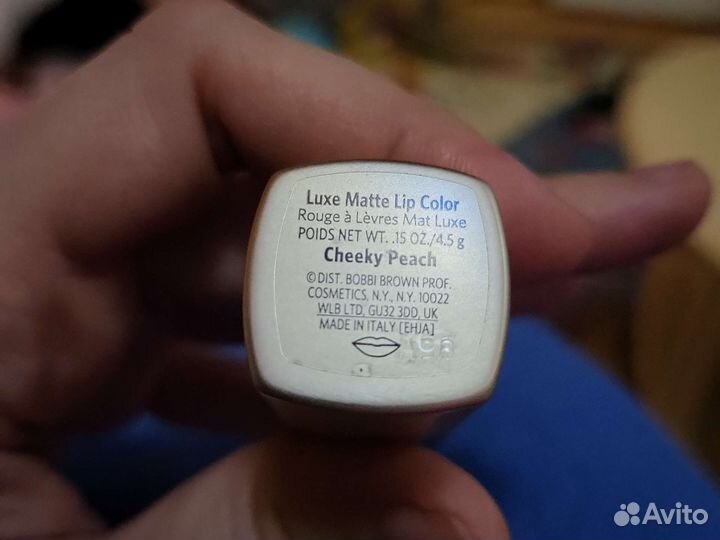 Luxe Matte Lip Color
Rouge à Lèvres Mat Luxe
POIDS NET WT. .15 OZ./4.5 g
Cheeky Peach
©DIST. BOBBI BROWN PROF.
COSMETICS, N.Y., N.Y. 10022
WLB LTD, GU32 3DD, UK
MADE IN ITALY [EHJA]
Avito